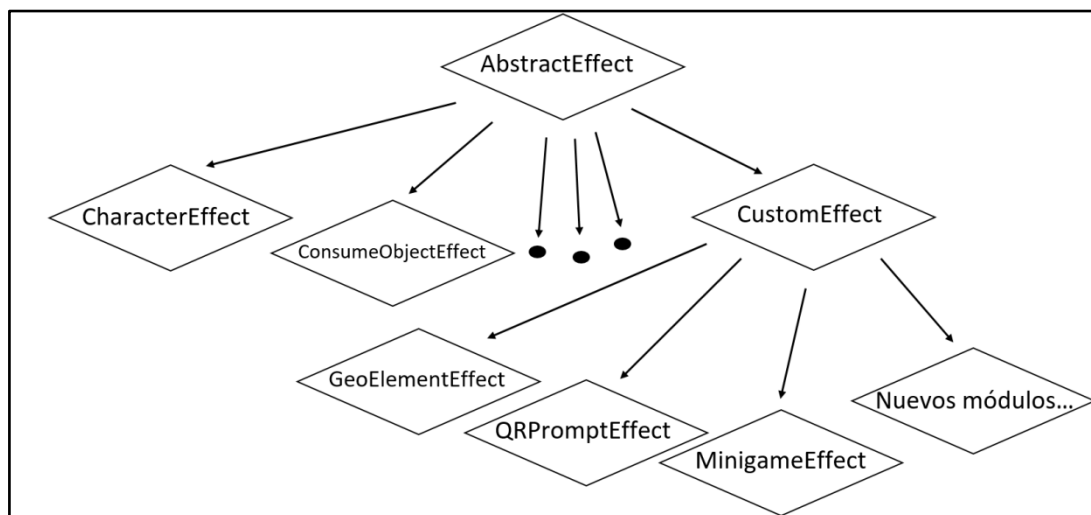 AbstractEffect
CharacterEffect
CustomEffect
ConsumeObjectEffect
GeoElementEffect
Nuevos módulos...
QRPromptEffect
MinigameEffect